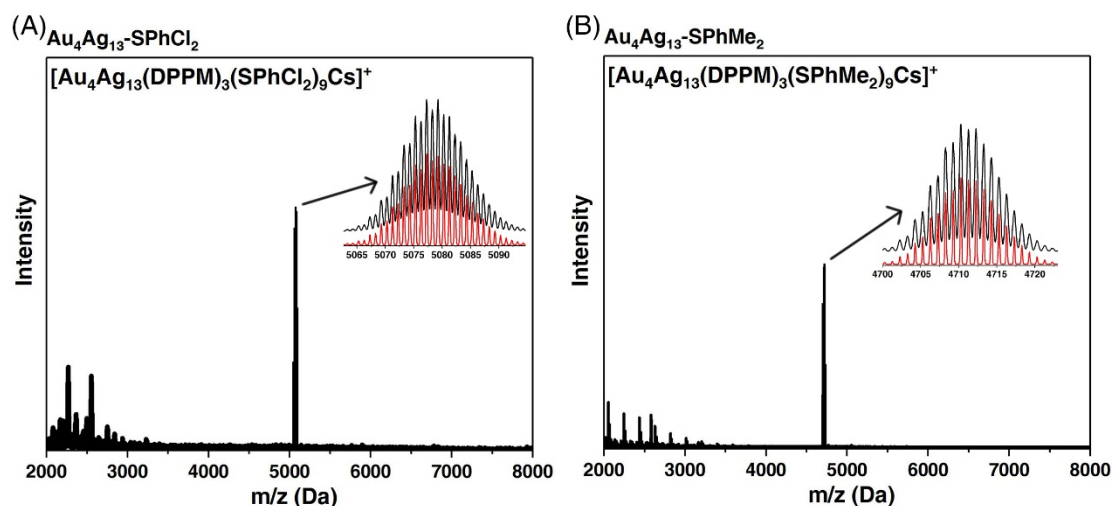 (A)
Au₄Ag₁₃-SPhCl₂
[Au₄Ag₁₃(DPPM)₃(SPhCl₂)₉Cs]⁺
5065 5070 5075 5080 5085 5090
Intensity
2000 3000 4000 5000 6000 7000 8000
m/z (Da)
(B)
Au₄Ag₁₃-SPhMe₂
[Au₄Ag₁₃(DPPM)₃(SPhMe₂)₉Cs]⁺
4700 4705 4710 4715 4720
Intensity
2000 3000 4000 5000 6000 7000 8000
m/z (Da)